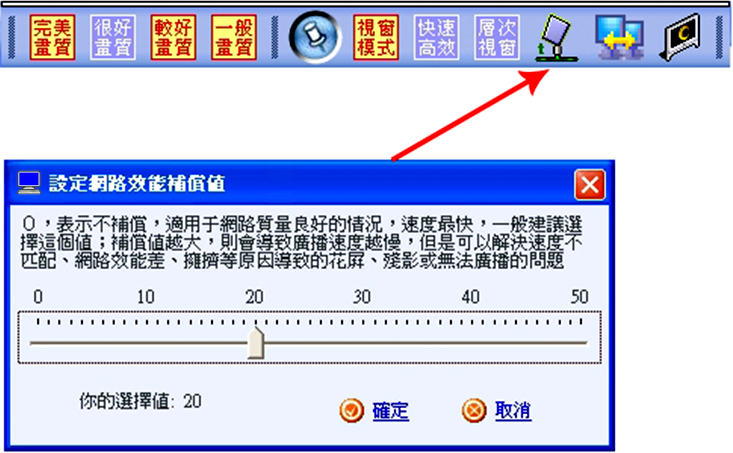 完美畫質 很好畫質 較好畫質 一般畫質 視窗模式 快速高效 層次視窗
設定網路效能補償值
0，表示不補償，適用于網路質量良好的情況，速度最快，一般建議選
擇這個值；補償值越大，則會導致廣播速度越慢，但是可以解決速度不
匹配、網路效能差、擁擠等原因導致的花屏、殘影或無法廣播的問題
0 10 20 30 40 50
你的選擇值: 20 確定 取消